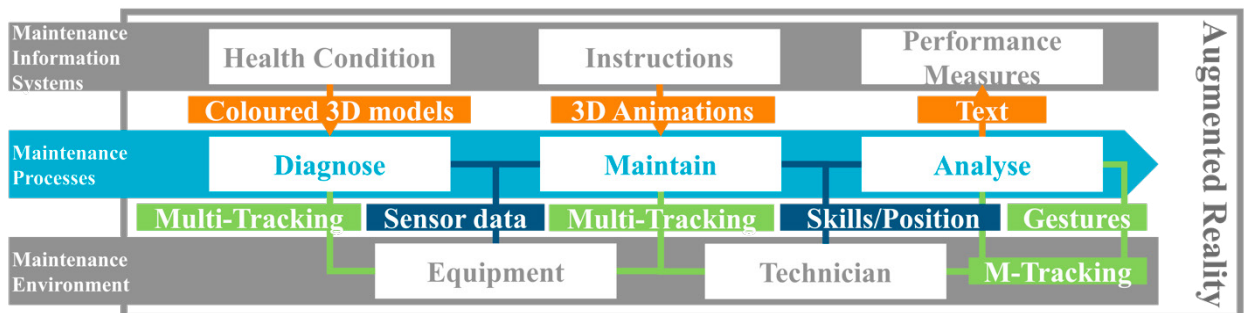 Maintenance
Information
Systems
Health Condition
Instructions
Performance
Measures
Coloured 3D models
3D Animations
Text
Maintenance
Processes
Diagnose
Maintain
Analyse
Multi-Tracking
Sensor data
Multi-Tracking
Skills/Position
Gestures
Maintenance
Environment
Equipment
Technician
M-Tracking
Augmented Reality